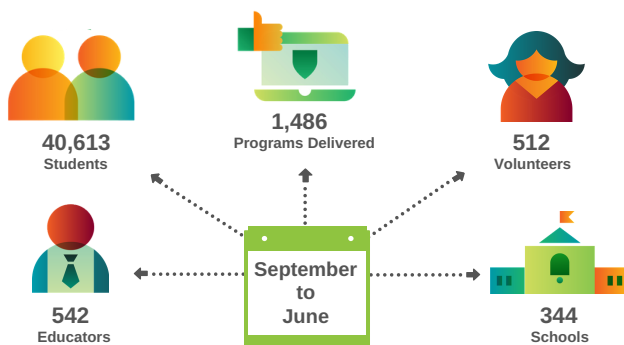 40,613
Students
1,486
Programs Delivered
512
Volunteers
542
Educators
September
to
June
344
Schools